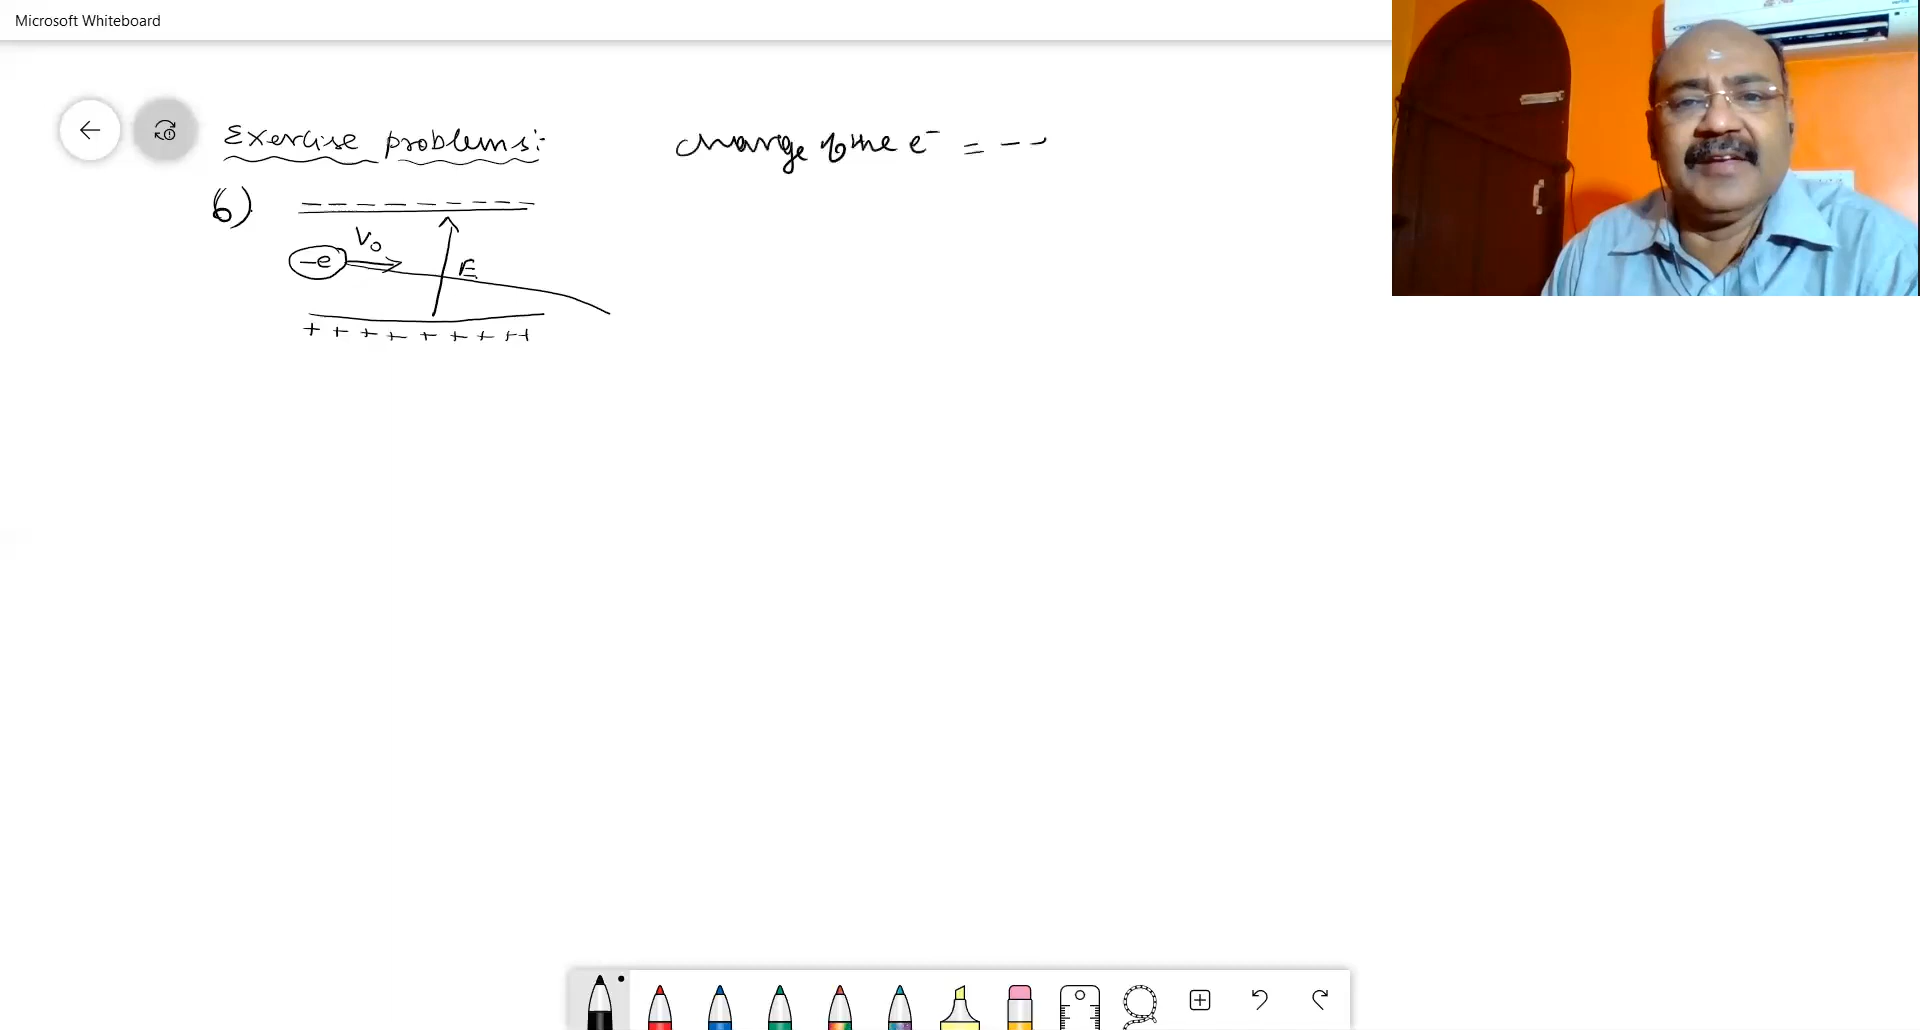 Microsoft Whiteboard
Exercise problems:
charge of the e⁻ = - -
6)
- - - - - - - - -
V₀
-e
E
+ + + + + + + +